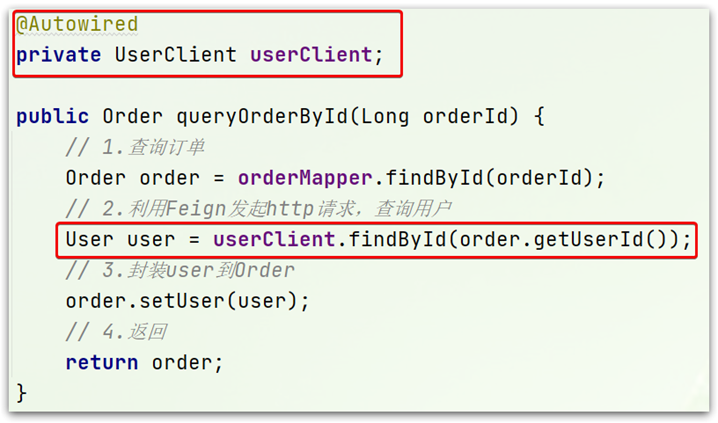 @Autowired
private UserClient userClient;
public Order queryOrderById(Long orderId) {
// 1.查询订单
Order order = orderMapper.findById(orderId);
// 2.利用Feign发起http请求，查询用户
User user = userClient.findById(order.getUserId());
// 3.封装user到Order
order.setUser(user);
// 4.返回
return order;
}